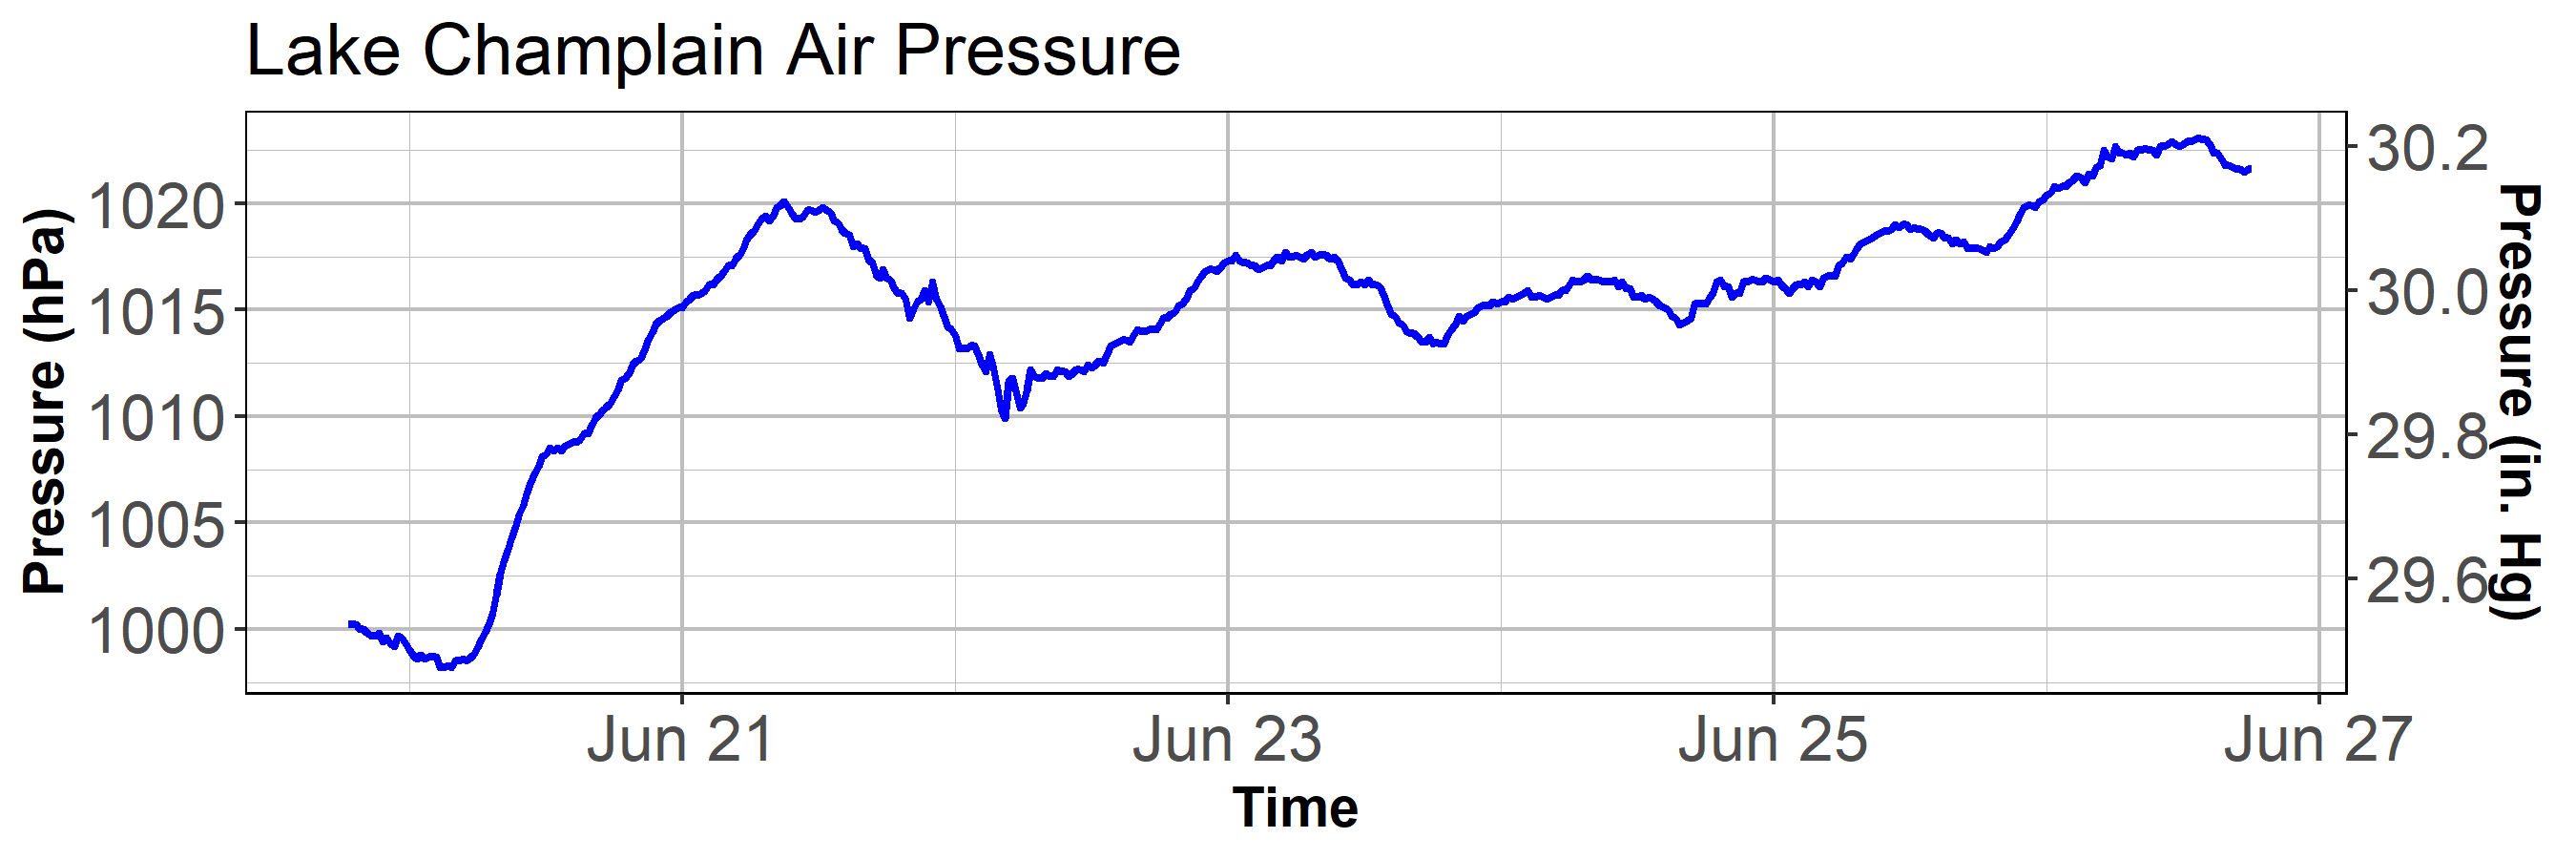 Lake Champlain Air Pressure
Pressure (hPa)
1020
1015
1010
1005
1000
30.2
30.0
29.8
29.6
Pressure (in. Hg)
Jun 21
Jun 23
Jun 25
Jun 27
Time